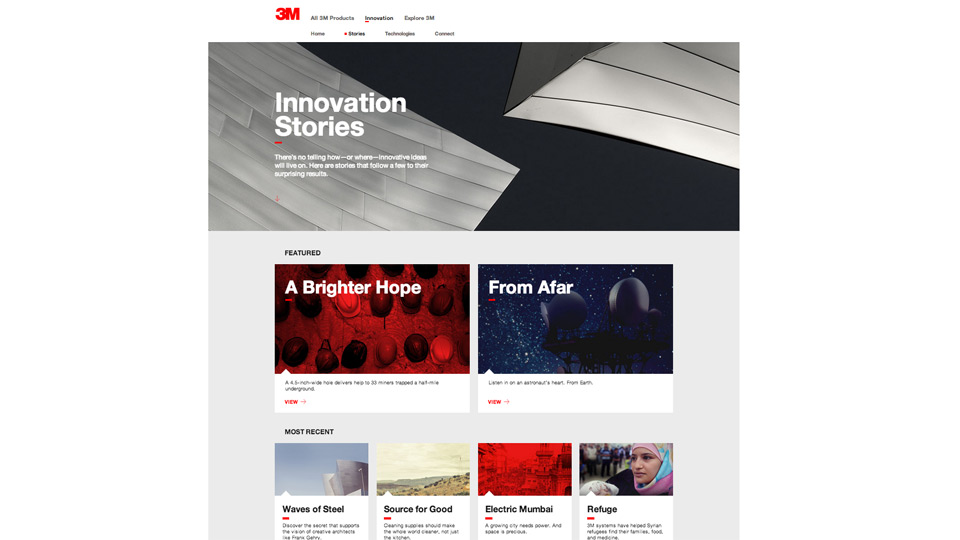 3M
All 3M Products Innovation Explore 3M
Home Stories Technologies Connect
Innovation
Stories
There's no telling how—or where—innovative ideas
will live on. Here are stories that follow a few to their
surprising results.
FEATURED
A Brighter Hope
A 4.5-inch-wide hole delivers help to 33 miners trapped a half-mile
underground.
VIEW
From Afar
Listen in on an astronaut's heart. From Earth.
VIEW
MOST RECENT
Waves of Steel
Discover the secret that supports
the vision of creative architects
like Frank Gehry.
Source for Good
Cleaning supplies should make
the whole world cleaner, not just
the kitchen.
Electric Mumbai
A growing city needs power. And
space is precious.
Refuge
3M systems have helped Syrian
refugees find their families, food,
and medicine.